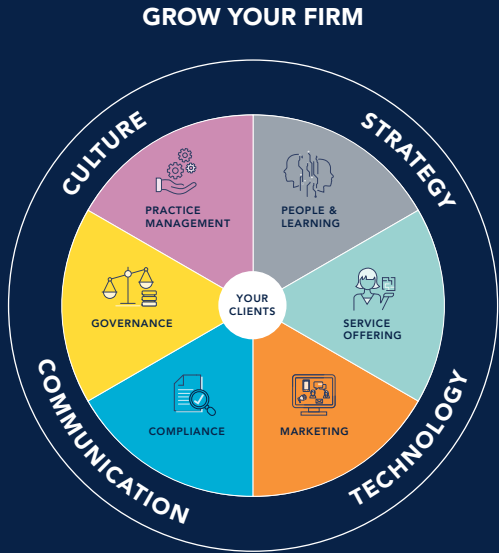 GROW YOUR FIRM
CULTURE
STRATEGY
PRACTICE
MANAGEMENT
PEOPLE &
LEARNING
YOUR
CLIENTS
GOVERNANCE
SERVICE
OFFERING
COMPLIANCE
MARKETING
COMMUNICATION
TECHNOLOGY